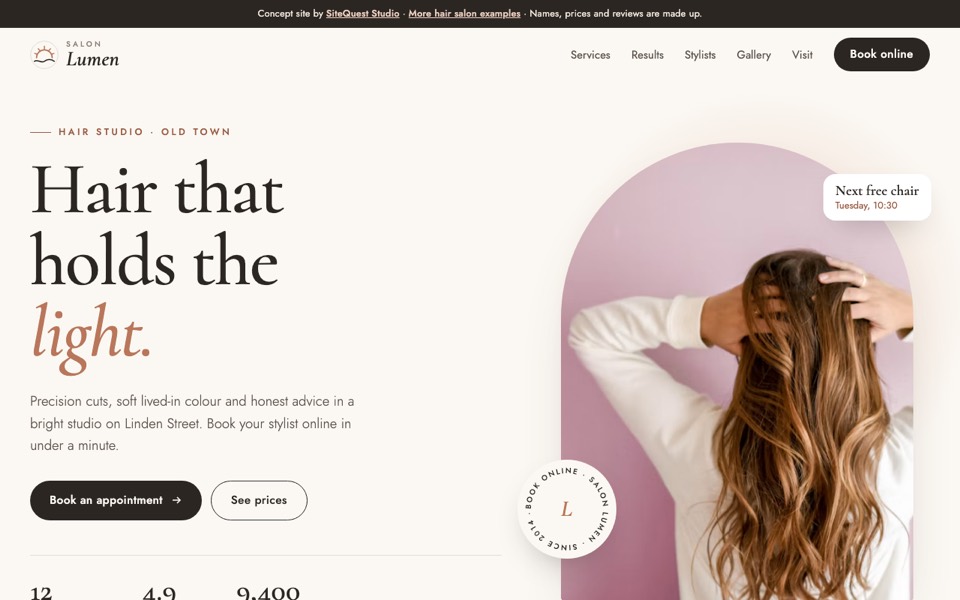 Concept site by SiteQuest Studio · More hair salon examples · Names, prices and reviews are made up.
SALON
Lumen
Services
Results
Stylists
Gallery
Visit
Book online
HAIR STUDIO · OLD TOWN
Hair that
holds the
light.
Next free chair
Tuesday, 10:30
Precision cuts, soft lived-in colour and honest advice in a
bright studio on Linden Street. Book your stylist online in
under a minute.
Book an appointment →
See prices
BOOK ONLINE · SALON LUMEN · SINCE 2014 ·
L
12
4.9
9,400